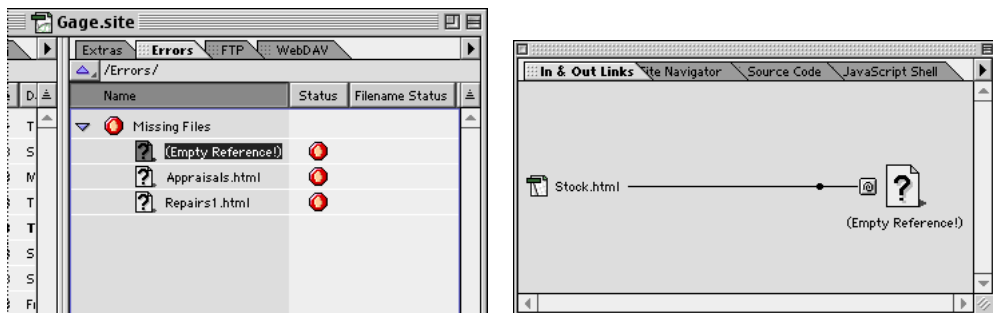 Gage.site
Extras Errors FTP WebDAV
/Errors/
D. Name Status Filename Status
T Missing Files
S (Empty Reference!)
M Appraisals.html
T Repairs1.html
T
S
S
In & Out Links Site Navigator Source Code JavaScript Shell
Stock.html
(Empty Reference!)